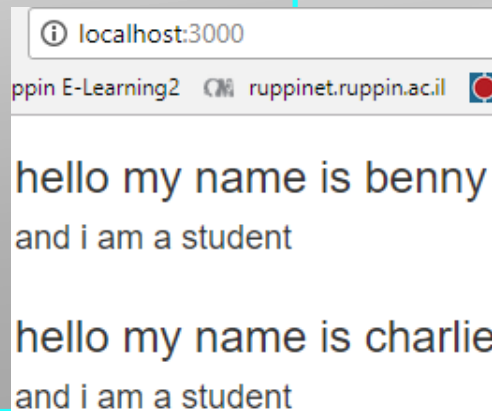 localhost:3000
ppin E-Learning2 ruppinet.ruppin.ac.il
hello my name is benny
and i am a student
hello my name is charlie
and i am a student